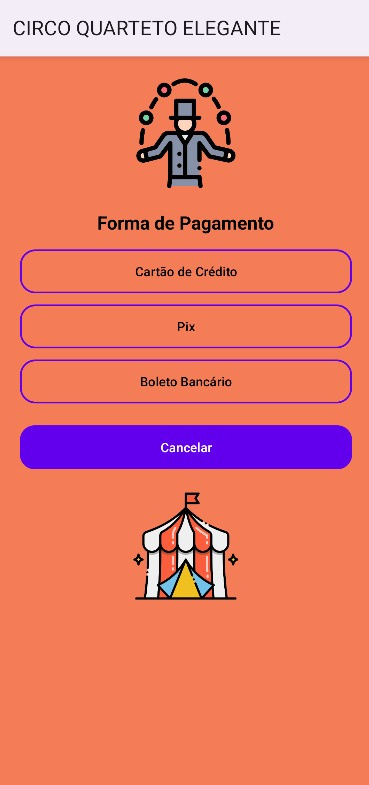 CIRCO QUARTETO ELEGANTE
Forma de Pagamento
Cartão de Crédito
Pix
Boleto Bancário
Cancelar